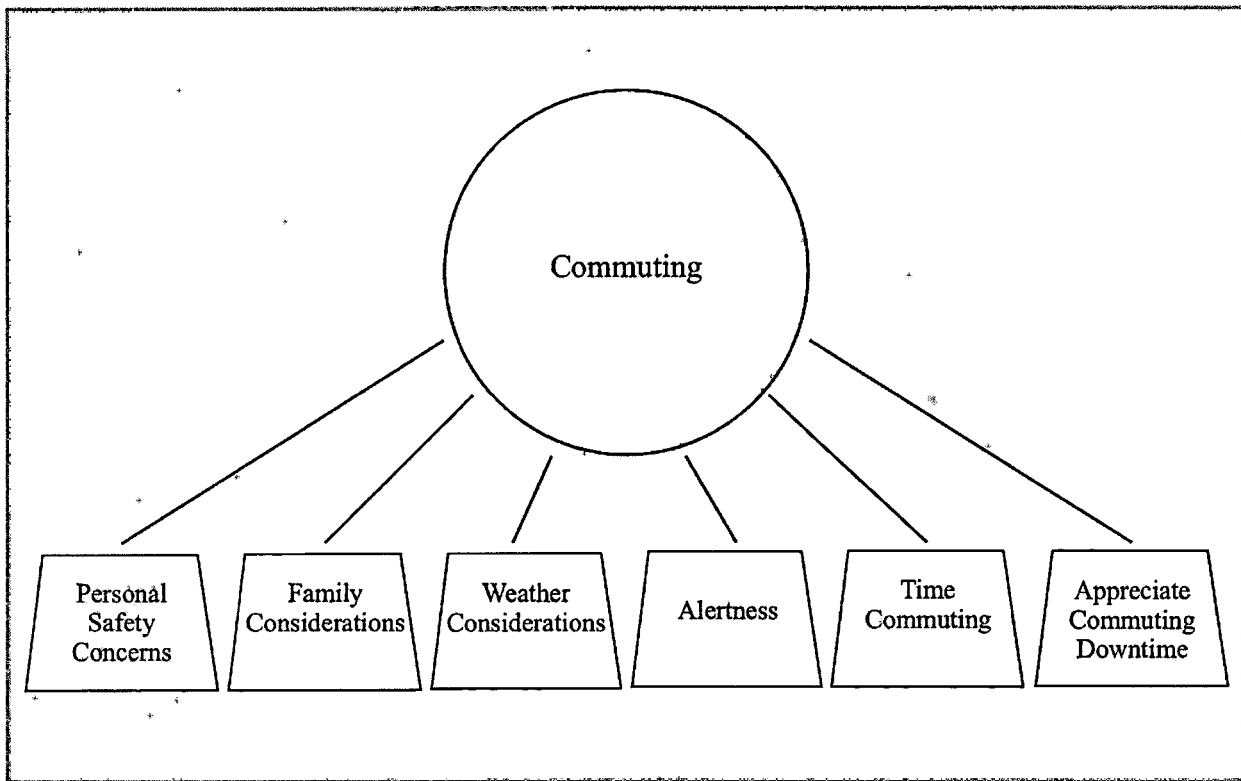 Commuting
Personal
Safety
Concerns
Family
Considerations
Weather
Considerations
Alertness
Time
Commuting
Appreciate
Commuting
Downtime